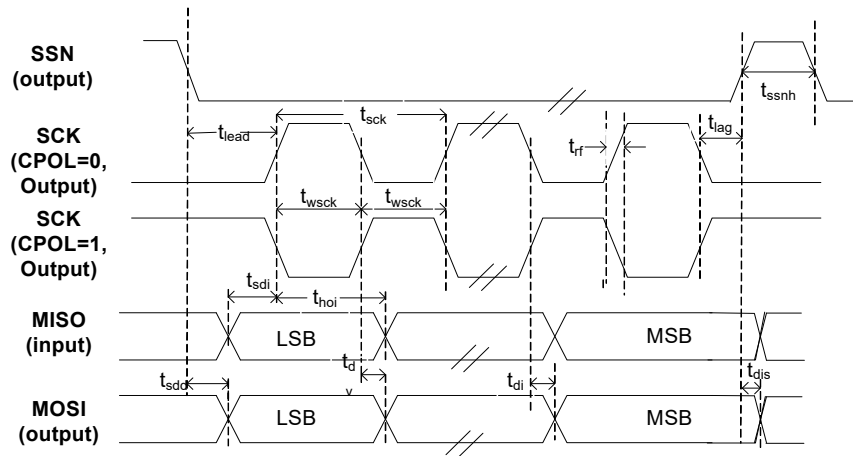 SSN
(output)
t_ssnh
t_sck
t_lead
t_lag
SCK
(CPOL=0,
Output)
t_rf
t_wsck t_wsck
SCK
(CPOL=1,
Output)
t_sdi
t_hoi
MISO
(input)
LSB
MSB
t_d
v
t_sdd
t_di
t_dis
MOSI
(output)
LSB
MSB